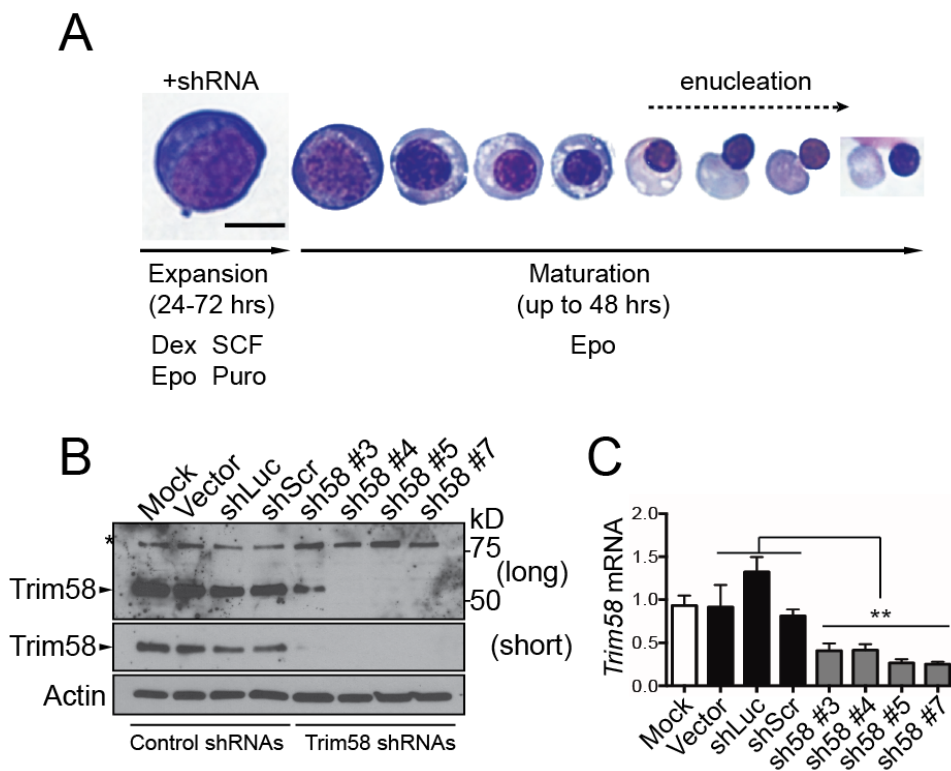 A
+shRNA
enucleation
Expansion
(24-72 hrs)
Dex SCF
Epo Puro
Maturation
(up to 48 hrs)
Epo
B
Mock
Vector
shLuc
shScr
sh58 #3
sh58 #4
sh58 #5
sh58 #7
kD
*
75
Trim58
(long)
50
Trim58
(short)
Actin
Control shRNAs
Trim58 shRNAs
C
Trim58 mRNA
2.0
1.5
1.0
0.5
0.0
**
Mock
Vector
shLuc
shScr
sh58 #3
sh58 #4
sh58 #5
sh58 #7